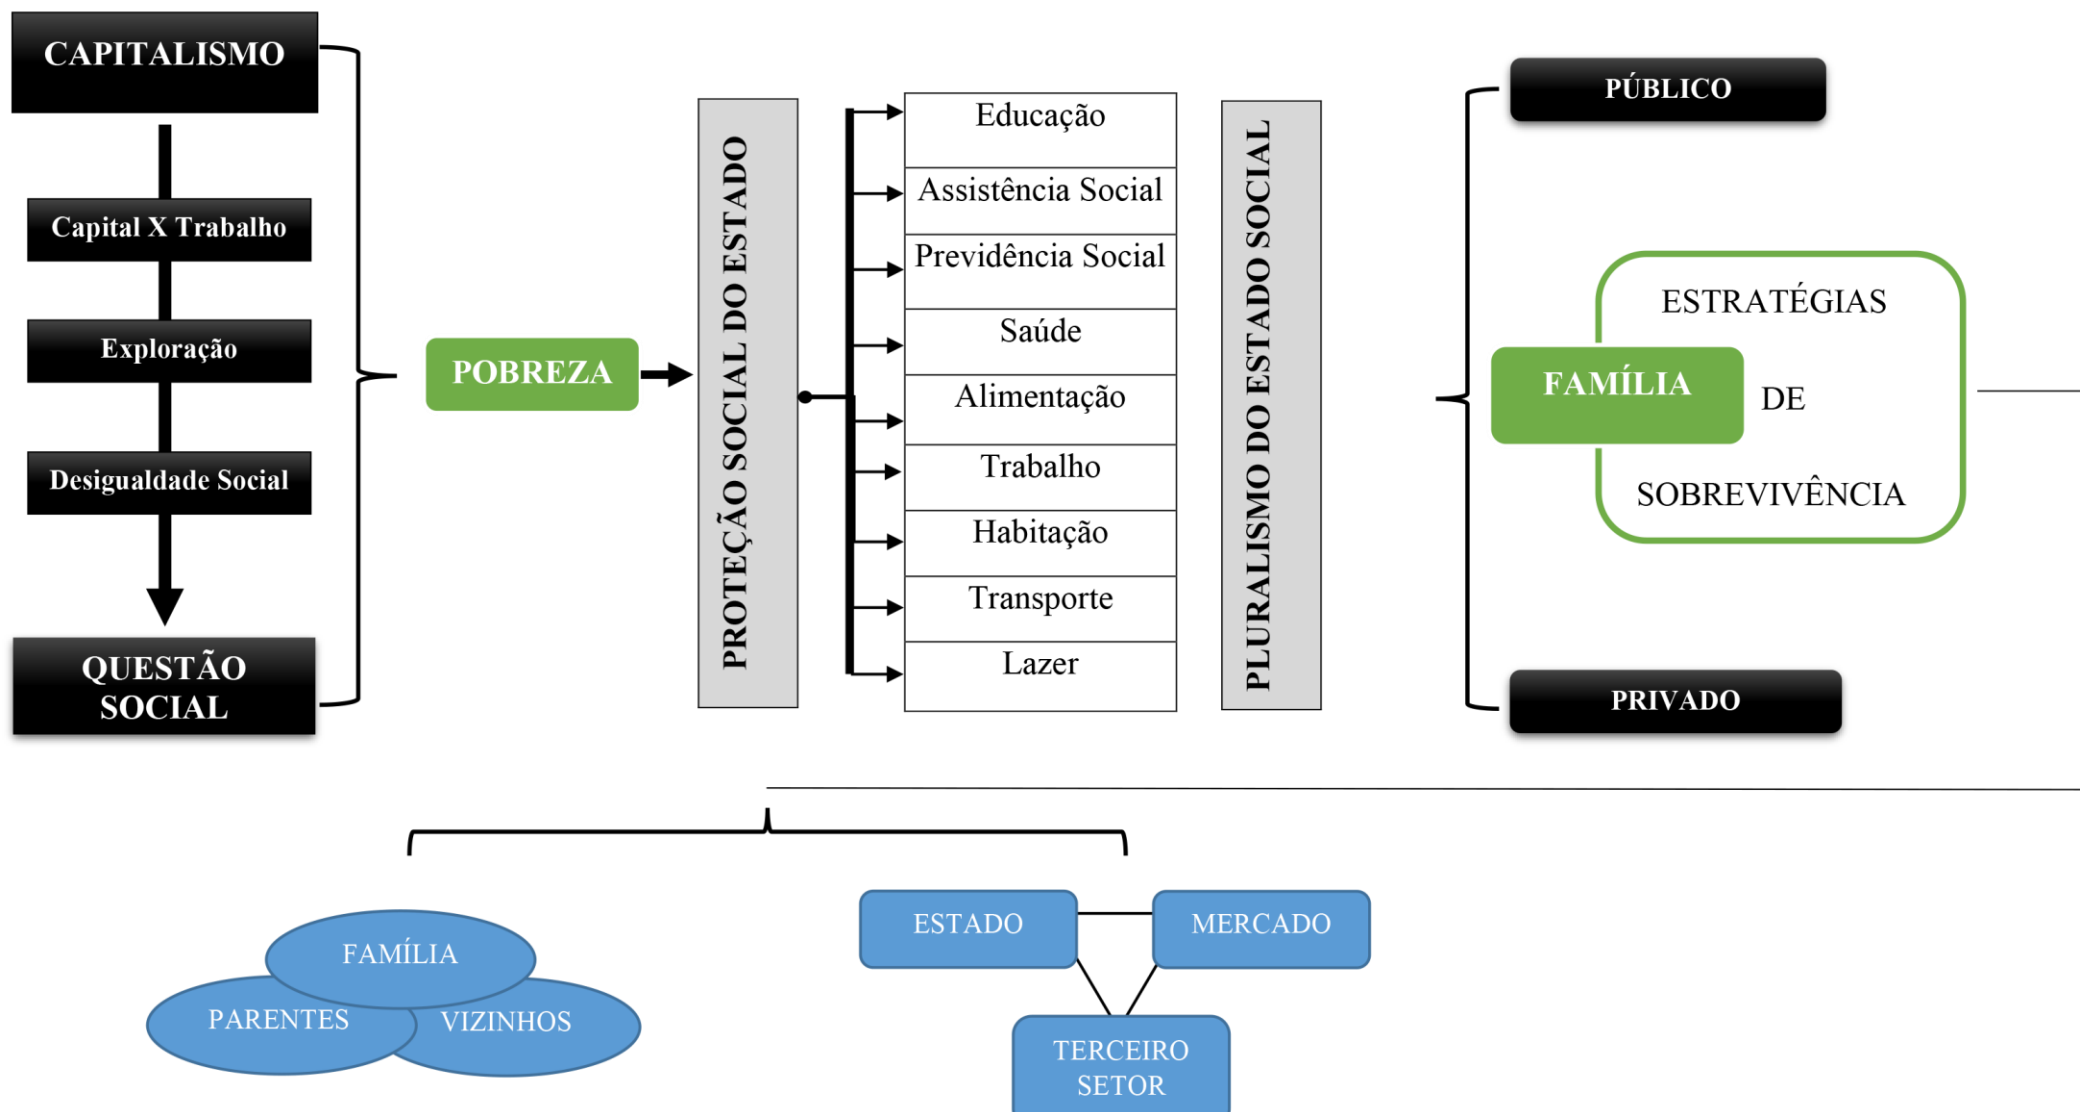 CAPITALISMO
Capital X Trabalho
Exploração
Desigualdade Social
QUESTÃO
SOCIAL
POBREZA
PROTEÇÃO SOCIAL DO ESTADO
Educação
Assistência Social
Previdência Social
Saúde
Alimentação
Trabalho
Habitação
Transporte
Lazer
PLURALISMO DO ESTADO SOCIAL
PÚBLICO
ESTRATÉGIAS
FAMÍLIA
DE
SOBREVIVÊNCIA
PRIVADO
FAMÍLIA
PARENTES
VIZINHOS
ESTADO
MERCADO
TERCEIRO
SETOR